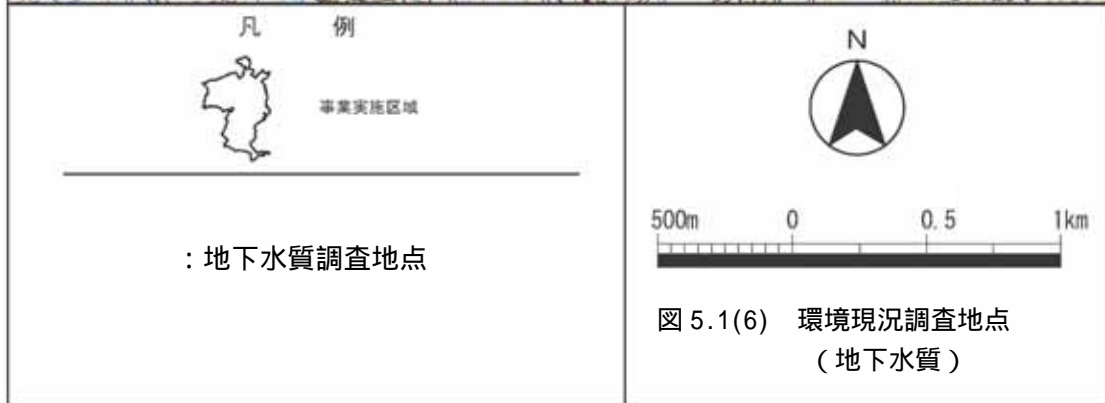 凡 例
事業実施区域
：地下水質調査地点
N
500m 0 0.5 1km
図 5.1(6) 環境現況調査地点
（地下水質）